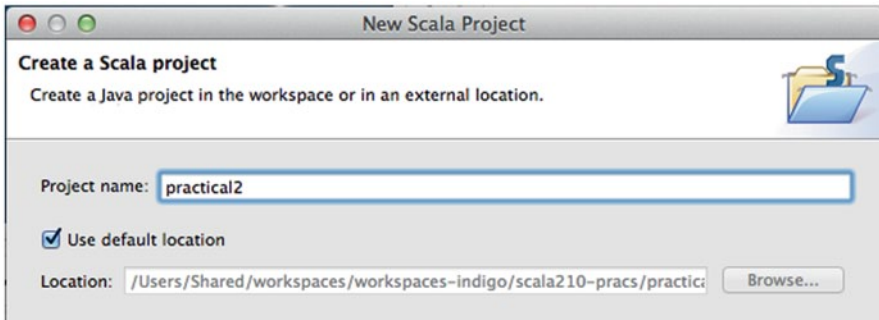 New Scala Project
Create a Scala project
Create a Java project in the workspace or in an external location.
Project name: practical2
Use default location
Location: /Users/Shared/workspaces/workspaces-indigo/scala210-pracs/practica Browse...